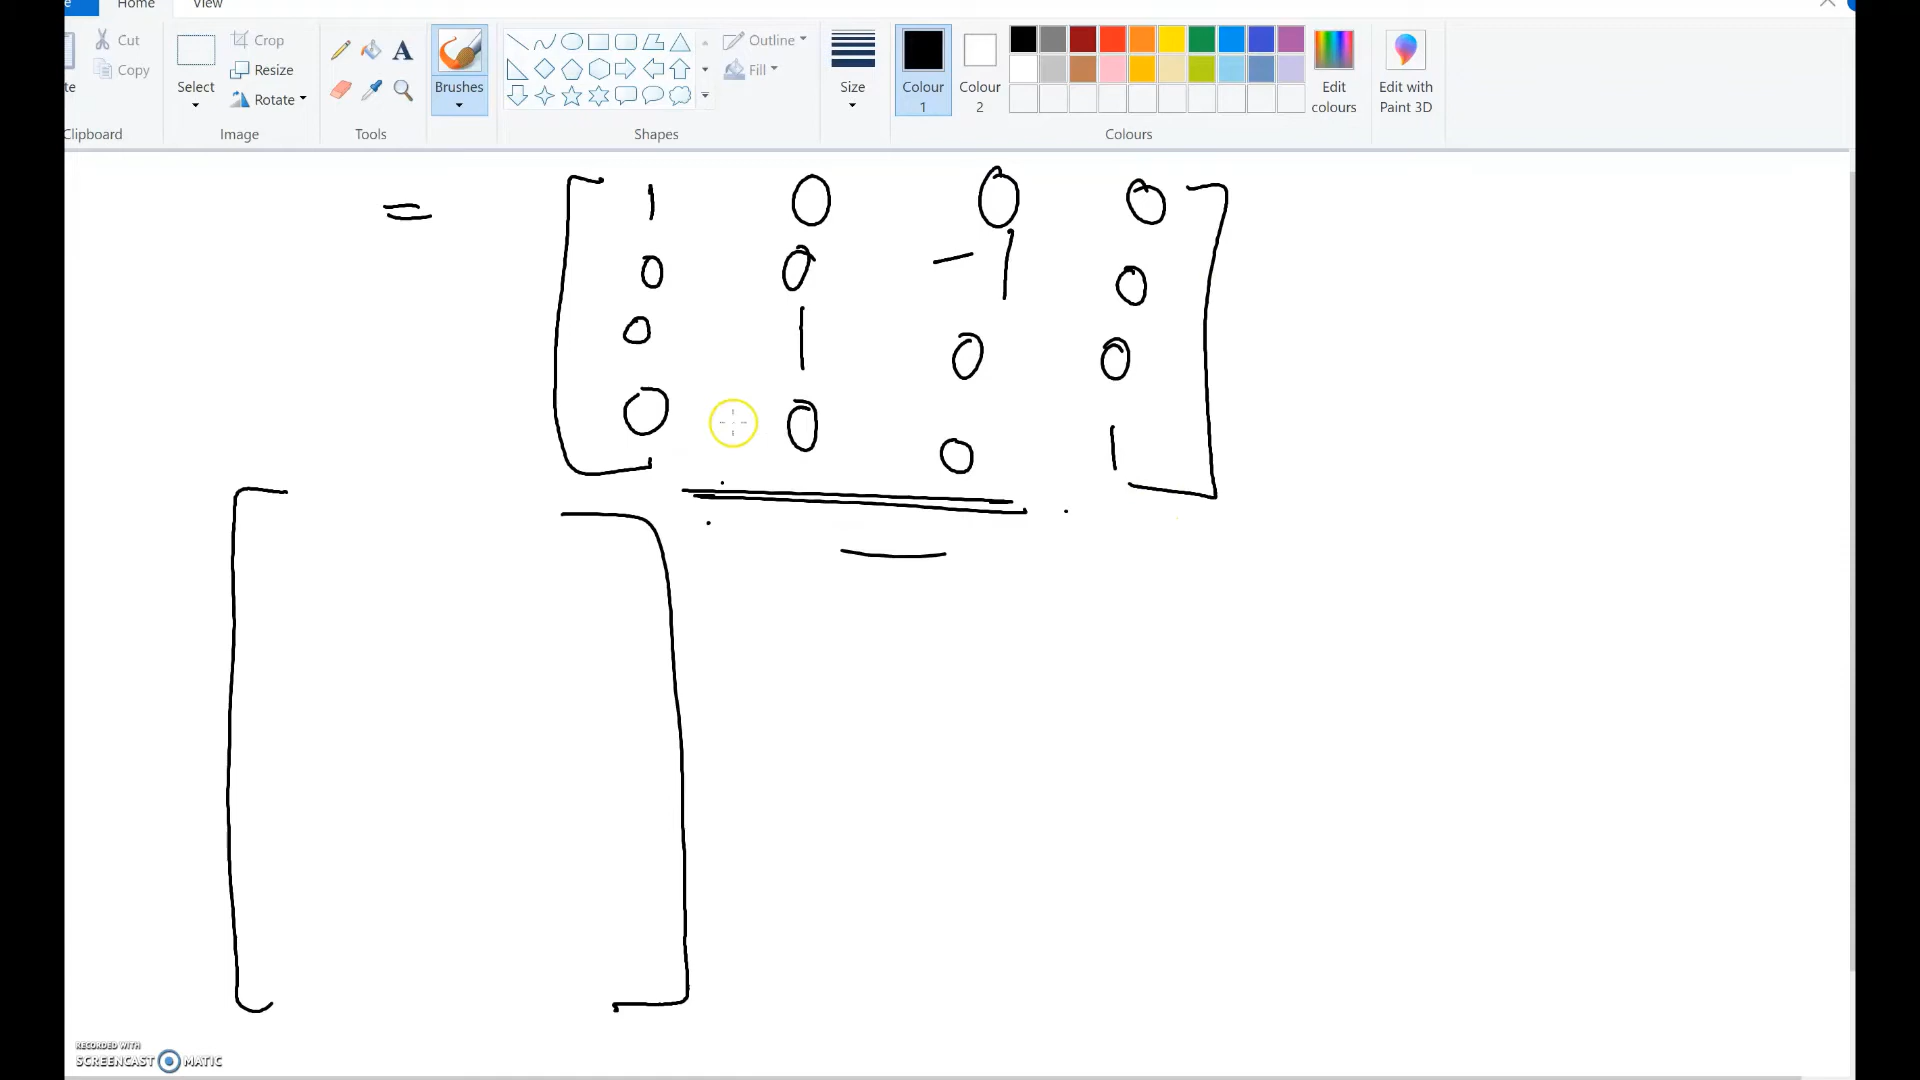 Home View
Cut
Copy
Clipboard
Select
Crop
Resize
Rotate
Image
Tools
Brushes
Shapes
Outline
Fill
Size
Colour 1
Colour 2
Colours
Edit colours
Edit with Paint 3D
= [ 1 0 0 0 ]
0 0 -1 0
0 1 0 0
0 0 0 1
[ ]
RECORDED WITH
SCREENCAST MATIC